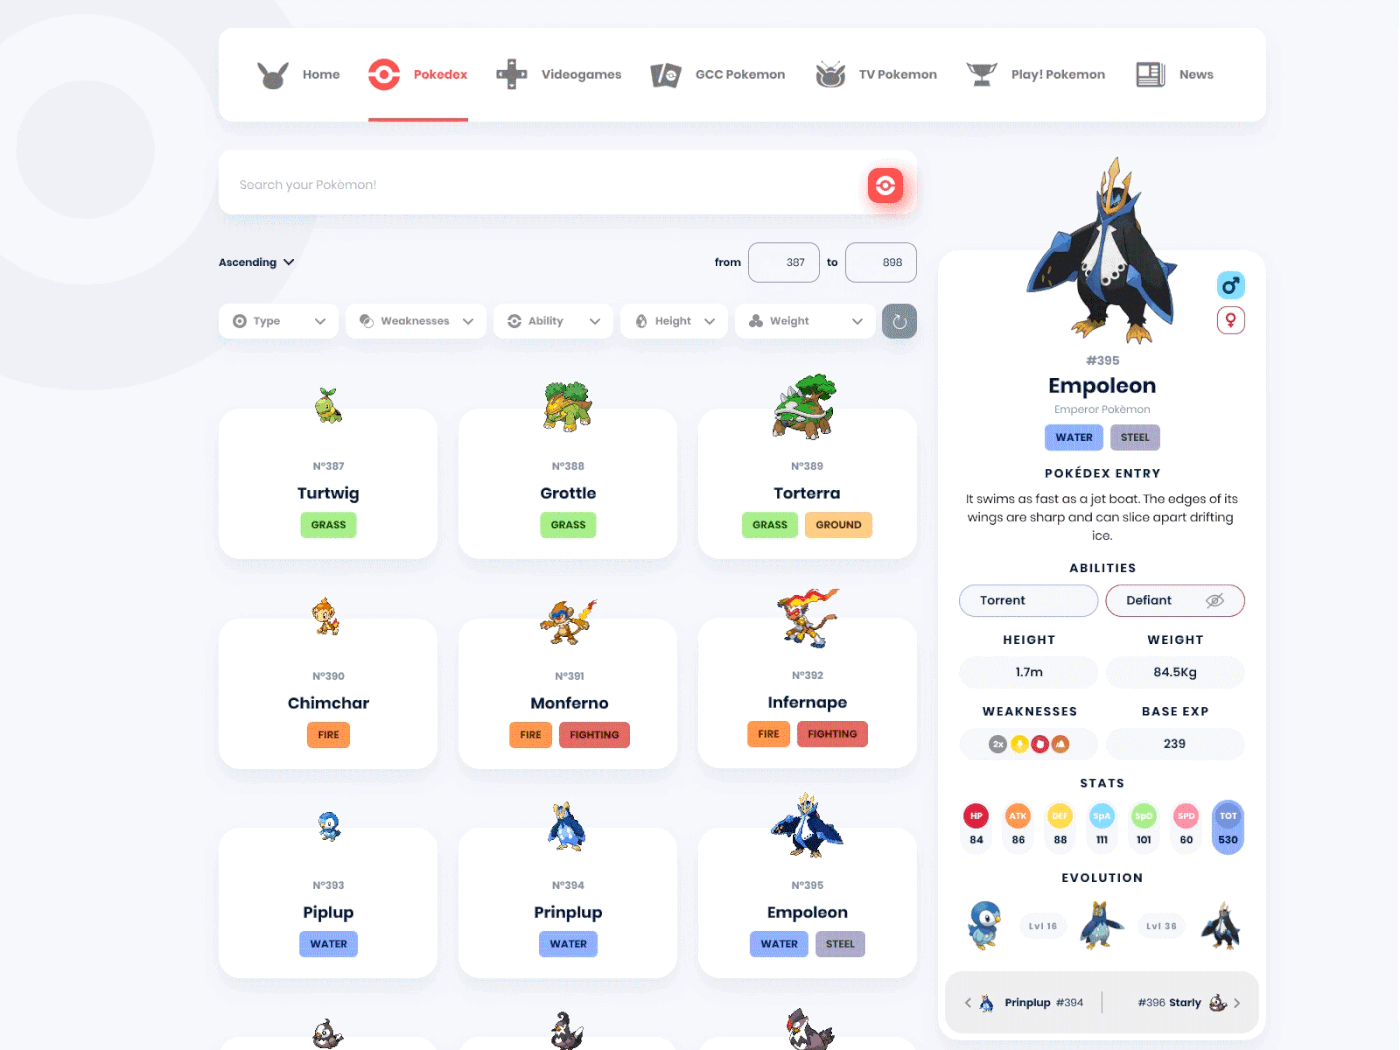 Home
Pokedex
Videogames
GCC Pokemon
TV Pokemon
Play! Pokemon
News
Search your Pokèmon!
Ascending
from 387 to 898
Type
Weaknesses
Ability
Height
Weight
N°387
Turtwig
GRASS
N°388
Grottle
GRASS
N°389
Torterra
GRASS GROUND
N°390
Chimchar
FIRE
N°391
Monferno
FIRE FIGHTING
N°392
Infernape
FIRE FIGHTING
N°393
Piplup
WATER
N°394
Prinplup
WATER
N°395
Empoleon
WATER STEEL
#395
Empoleon
Emperor Pokèmon
WATER STEEL
POKÉDEX ENTRY
It swims as fast as a jet boat. The edges of its
wings are sharp and can slice apart drifting
ice.
ABILITIES
Torrent Defiant
HEIGHT WEIGHT
1.7m 84.5Kg
WEAKNESSES BASE EXP
2x 239
STATS
HP ATK DEF SpA SpD SPD TOT
84 86 88 111 101 60 530
EVOLUTION
Lvl 16 Lvl 36
Prinplup #394 #396 Starly